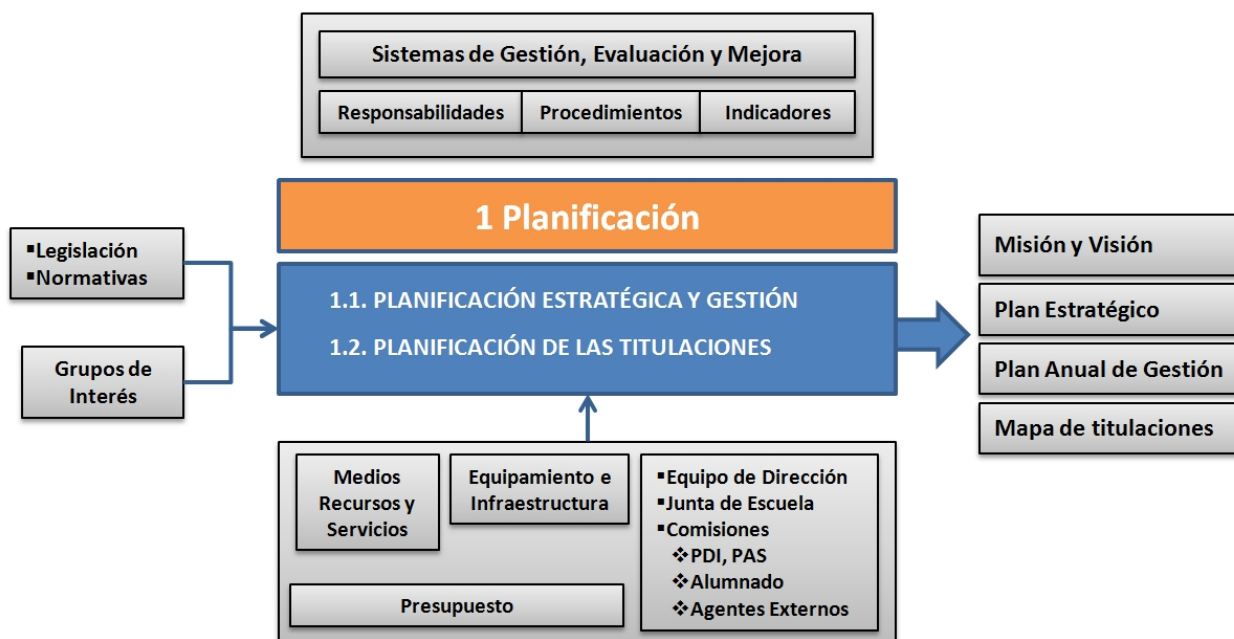 Sistemas de Gestión, Evaluación y Mejora
Responsabilidades
Procedimientos
Indicadores
1 Planificación
▪Legislación
▪Normativas
Grupos de
Interés
1.1. PLANIFICACIÓN ESTRATÉGICA Y GESTIÓN
1.2. PLANIFICACIÓN DE LAS TITULACIONES
Misión y Visión
Plan Estratégico
Plan Anual de Gestión
Mapa de titulaciones
Medios
Recursos y
Servicios
Equipamiento e
Infraestructura
Presupuesto
▪Equipo de Dirección
▪Junta de Escuela
▪Comisiones
❖PDI, PAS
❖Alumnado
❖Agentes Externos